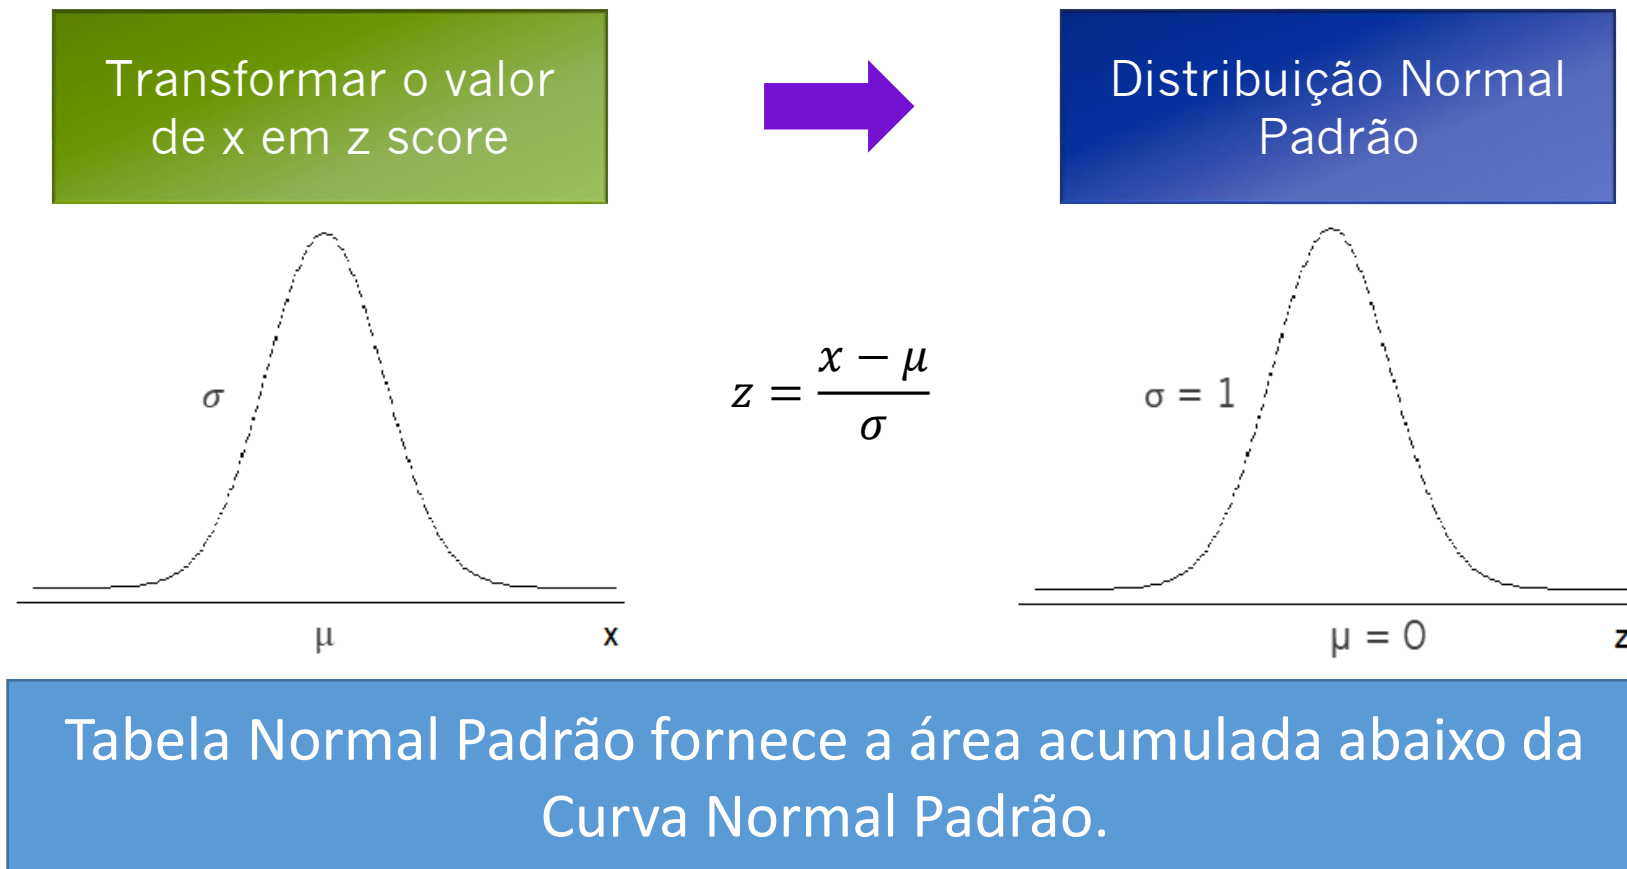 Transformar o valor
de x em z score
Distribuição Normal
Padrão
σ
z = (x − μ) / σ
σ = 1
μ
x
μ = 0
z
Tabela Normal Padrão fornece a área acumulada abaixo da
Curva Normal Padrão.